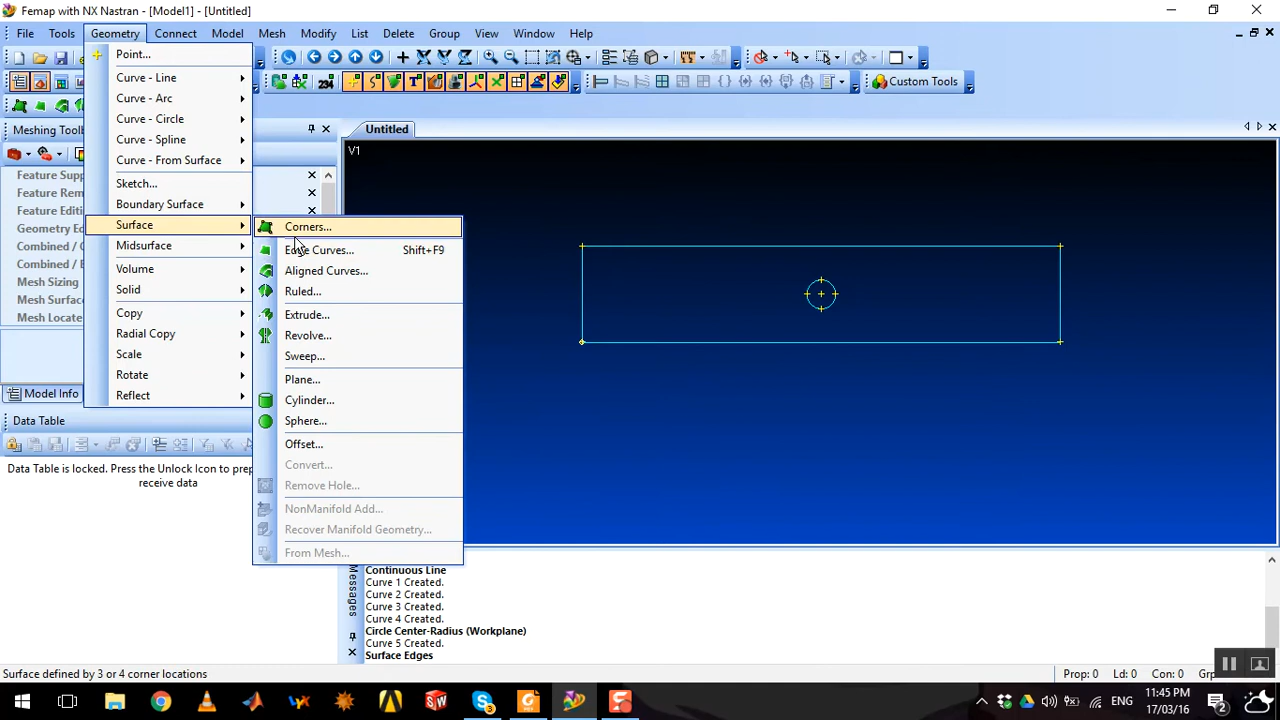 Femap with NX Nastran - [Model1] - [Untitled]
File Tools Geometry Connect Model Mesh Modify List Delete Group View Window Help
Point...
Curve - Line
Curve - Arc
Curve - Circle
Curve - Spline
Curve - From Surface
Sketch...
Boundary Surface
Surface
Midsurface
Volume
Solid
Copy
Radial Copy
Scale
Rotate
Reflect
Corners...
Edge Curves... Shift+F9
Aligned Curves...
Ruled...
Extrude...
Revolve...
Sweep...
Plane...
Cylinder...
Sphere...
Offset...
Convert...
Remove Hole...
NonManifold Add...
Recover Manifold Geometry...
From Mesh...
234
T
Custom Tools
Meshing Toolb
Feature Supp
Feature Remo
Feature Editi
Geometry Ed
Combined /
Combined / E
Mesh Sizing
Mesh Surface
Mesh Locate
Model Info
Data Table
Data Table is locked. Press the Unlock Icon to prep
receive data
Untitled
V1
Messages
Continuous Line
Curve 1 Created.
Curve 2 Created.
Curve 3 Created.
Curve 4 Created.
Circle Center-Radius (Workplane)
Curve 5 Created.
Surface Edges
Surface defined by 3 or 4 corner locations
Prop: 0 Ld: 0 Con: 0 Grp
ENG
11:45 PM
17/03/16
2